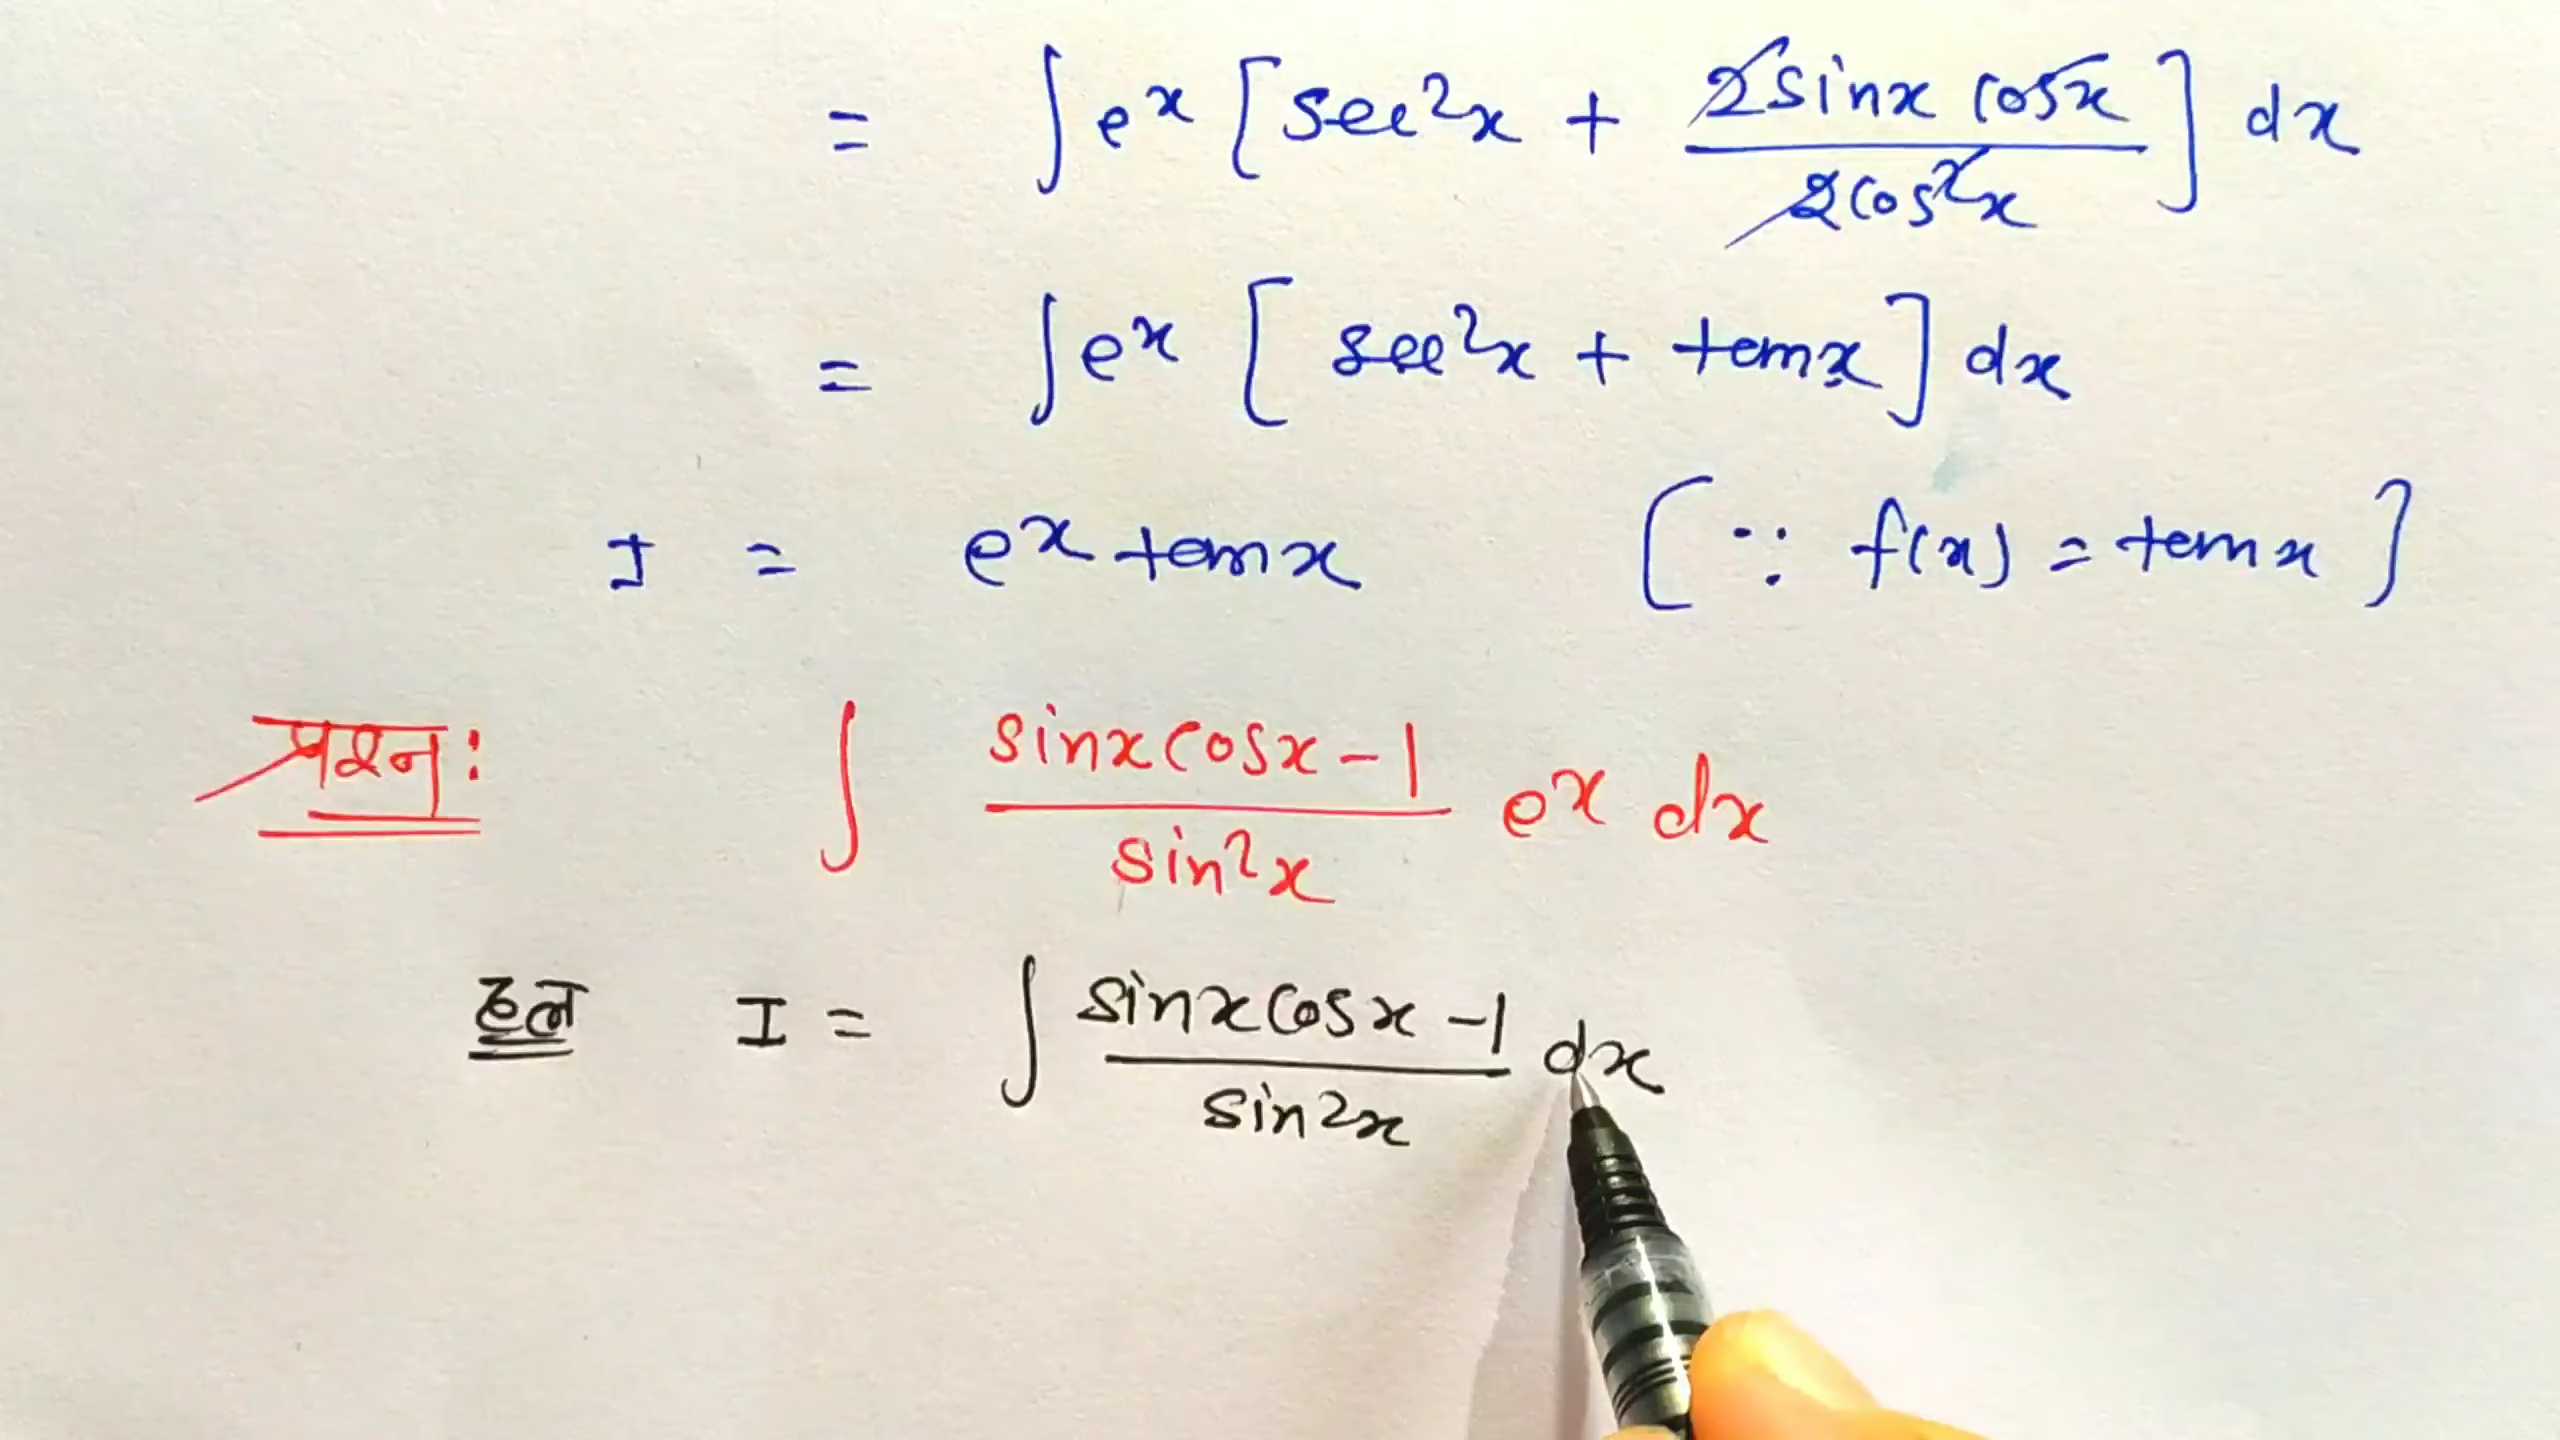 = ∫ eˣ [sec²x + 2sinx cosx / 2cos²x] dx
= ∫ eˣ [sec²x + tanx] dx
I = eˣ tanx [∵ f(x) = tanx]
प्रश्न: ∫ sinx cosx - 1 / sin²x eˣ dx
हल I = ∫ sinx cosx - 1 / sin2x dx